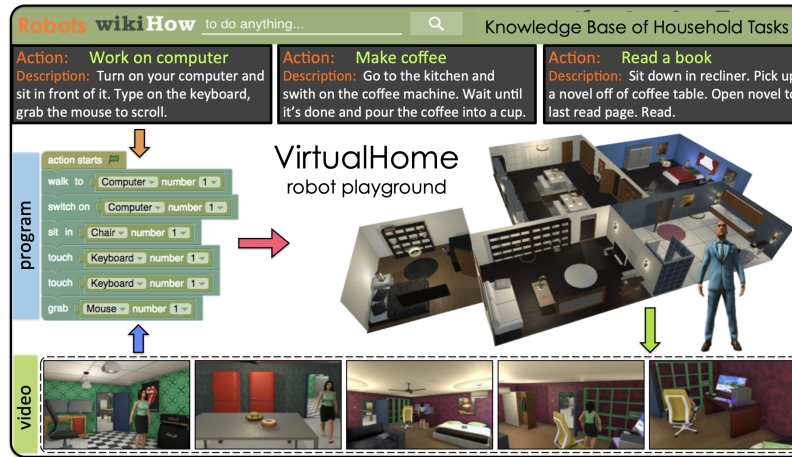 Robots wikiHow to do anything... Knowledge Base of Household Tasks
Action: Work on computer
Description: Turn on your computer and
sit in front of it. Type on the keyboard,
grab the mouse to scroll.
Action: Make coffee
Description: Go to the kitchen and
swith on the coffee machine. Wait until
it's done and pour the coffee into a cup.
Action: Read a book
Description: Sit down in recliner. Pick up
a novel off of coffee table. Open novel to
last read page. Read.
program
action starts
walk to Computer number 1
switch on Computer number 1
sit in Chair number 1
touch Keyboard number 1
touch Keyboard number 1
grab Mouse number 1
VirtualHome
robot playground
video